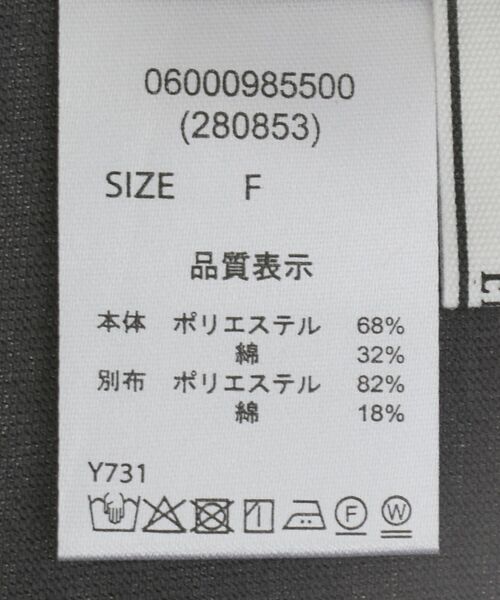 06000985500
(280853)
SIZE F
品質表示
本体 ポリエステル 68%
綿 32%
別布 ポリエステル 82%
綿 18%
Y731
F W